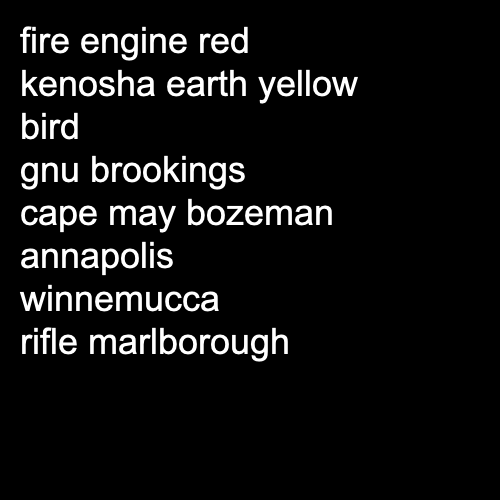 fire engine red
kenosha earth yellow
bird
gnu brookings
cape may bozeman
annapolis
winnemucca
rifle marlborough